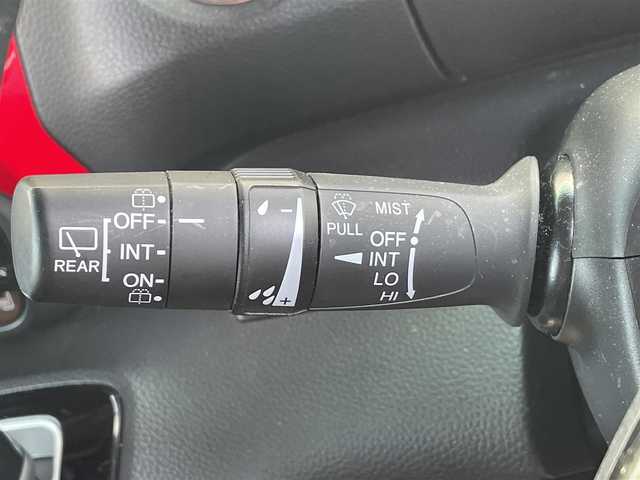 REAR
OFF
INT
ON
-
+
PULL
MIST
OFF
INT
LO
HI